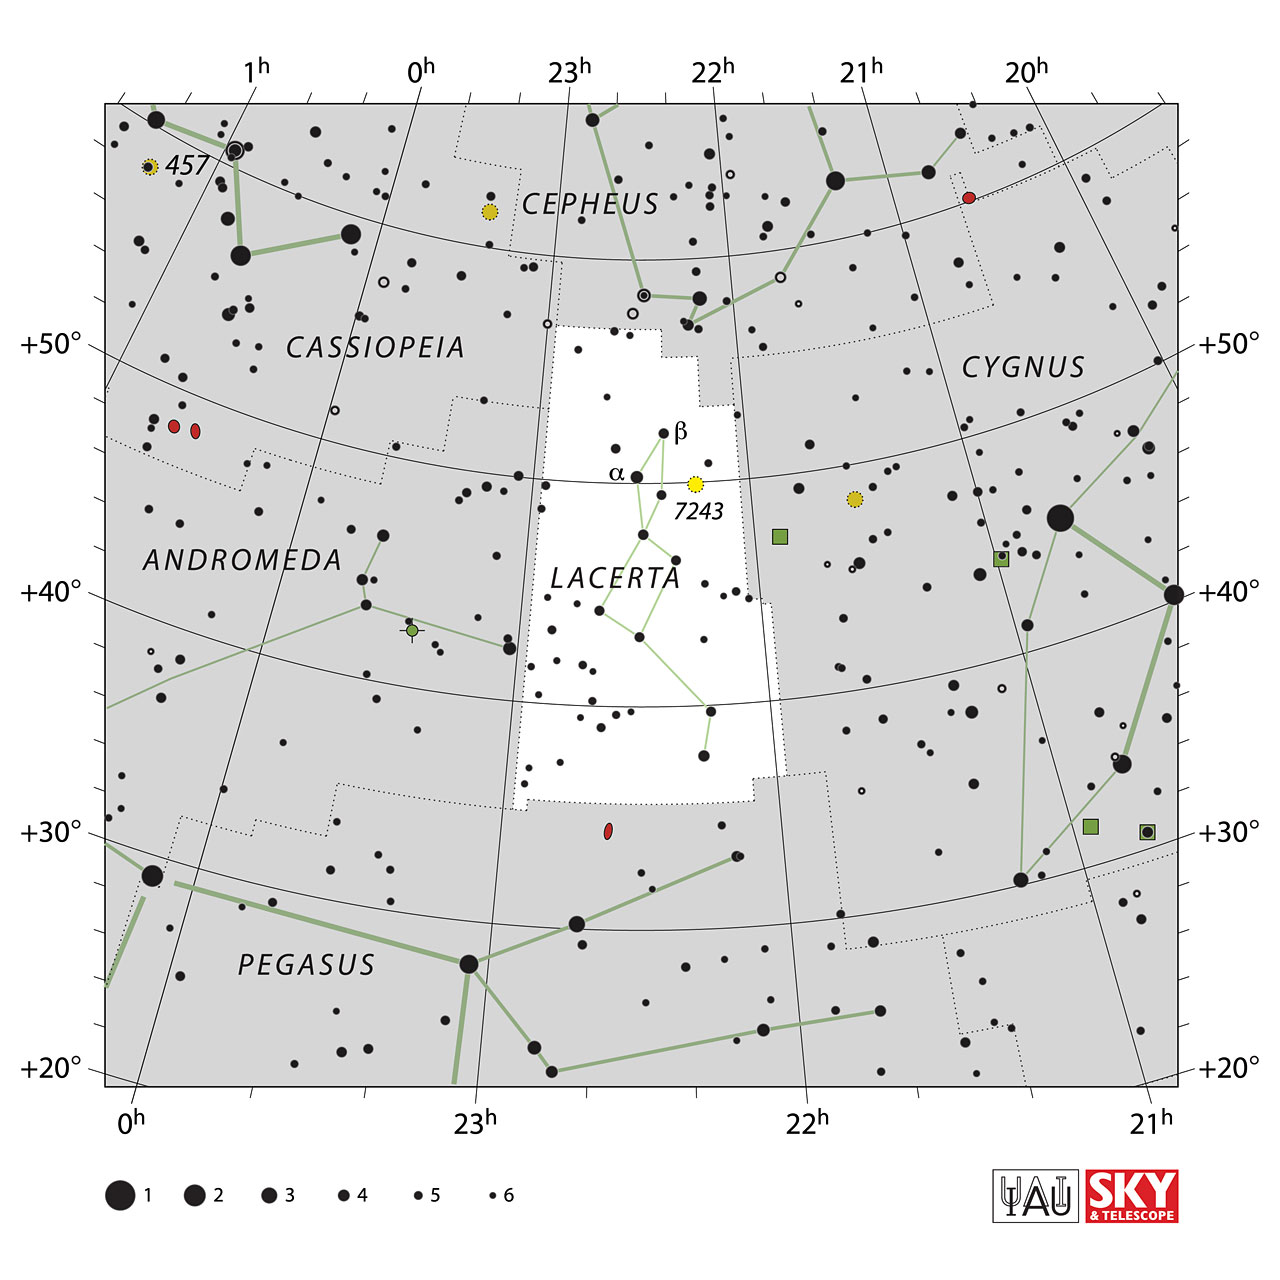 1h 0h 23h 22h 21h 20h
457
CEPHEUS
+50° CASSIOPEIA CYGNUS +50°
β
α
7243
ANDROMEDA LACERTA
+40° +40°
+30° +30°
PEGASUS
+20° +20°
0h 23h 22h 21h
1 2 3 4 5 6
IAU SKY
& TELESCOPE